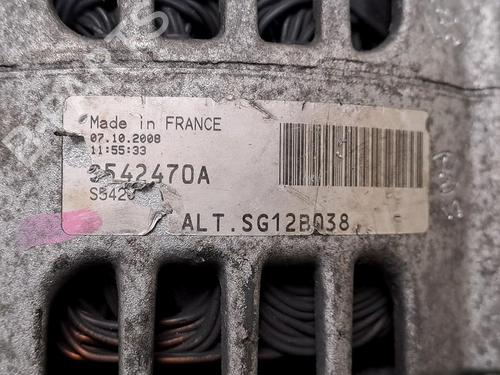 Made in FRANCE
07.10.2008
11:55:33
2542470A
ALT. SG12B038